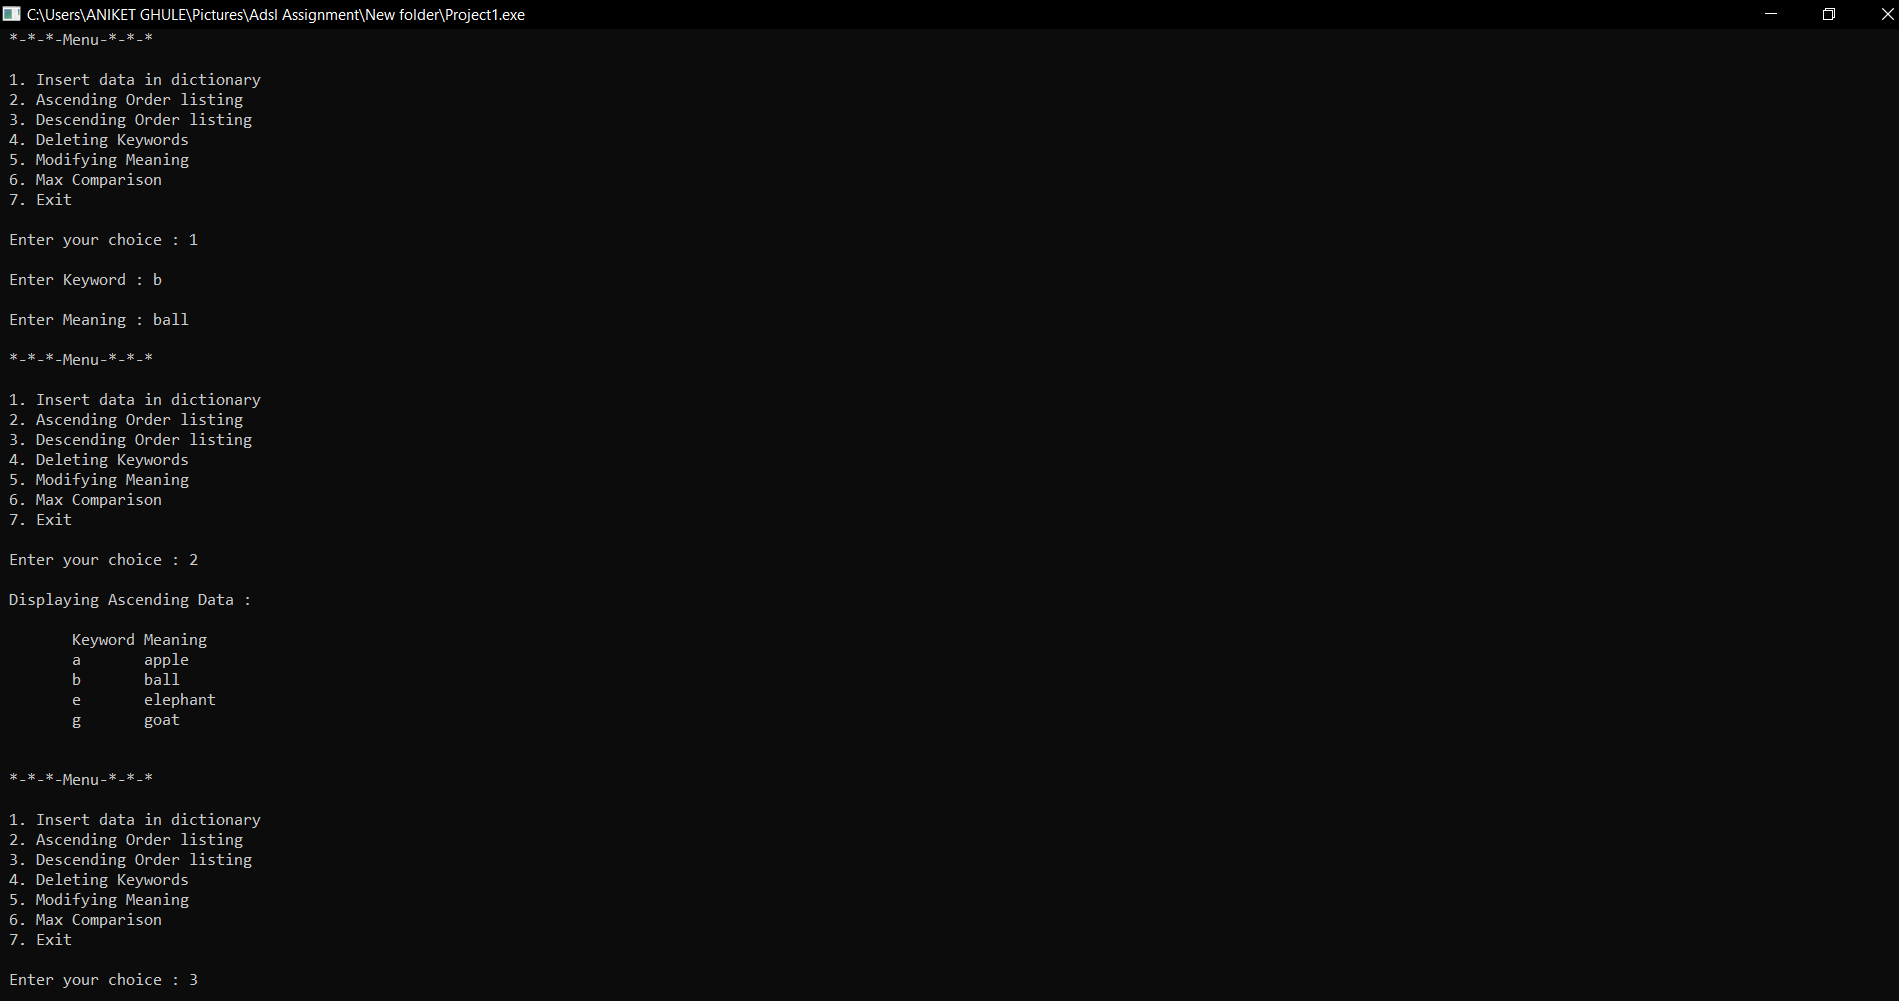 C:\Users\ANIKET GHULE\Pictures\Adsl Assignment\New folder\Project1.exe
*-*-*-Menu-*-*-*
1. Insert data in dictionary
2. Ascending Order listing
3. Descending Order listing
4. Deleting Keywords
5. Modifying Meaning
6. Max Comparison
7. Exit
Enter your choice : 1
Enter Keyword : b
Enter Meaning : ball
*-*-*-Menu-*-*-*
1. Insert data in dictionary
2. Ascending Order listing
3. Descending Order listing
4. Deleting Keywords
5. Modifying Meaning
6. Max Comparison
7. Exit
Enter your choice : 2
Displaying Ascending Data :
Keyword Meaning
a apple
b ball
e elephant
g goat
*-*-*-Menu-*-*-*
1. Insert data in dictionary
2. Ascending Order listing
3. Descending Order listing
4. Deleting Keywords
5. Modifying Meaning
6. Max Comparison
7. Exit
Enter your choice : 3